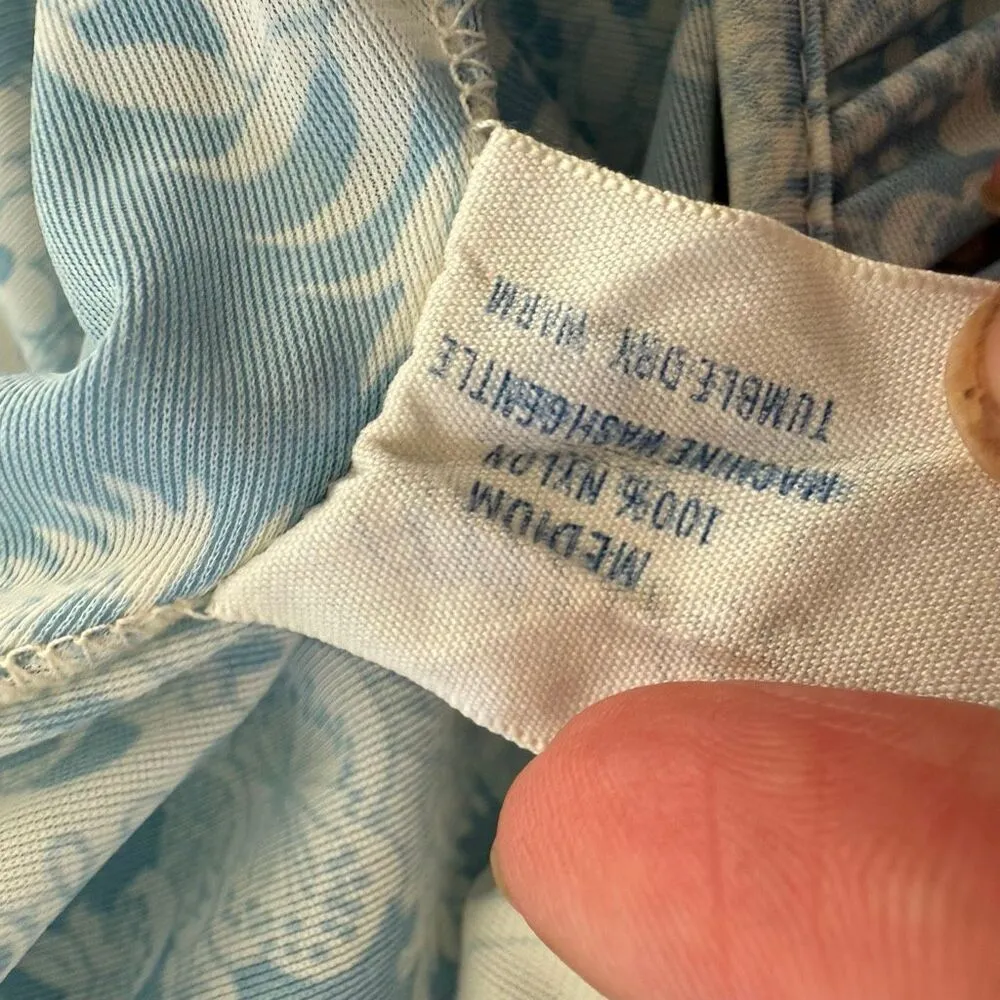 MEDIUM
100% NYLON
MACHINE WASH GENTLE
TUMBLE DRY WARM